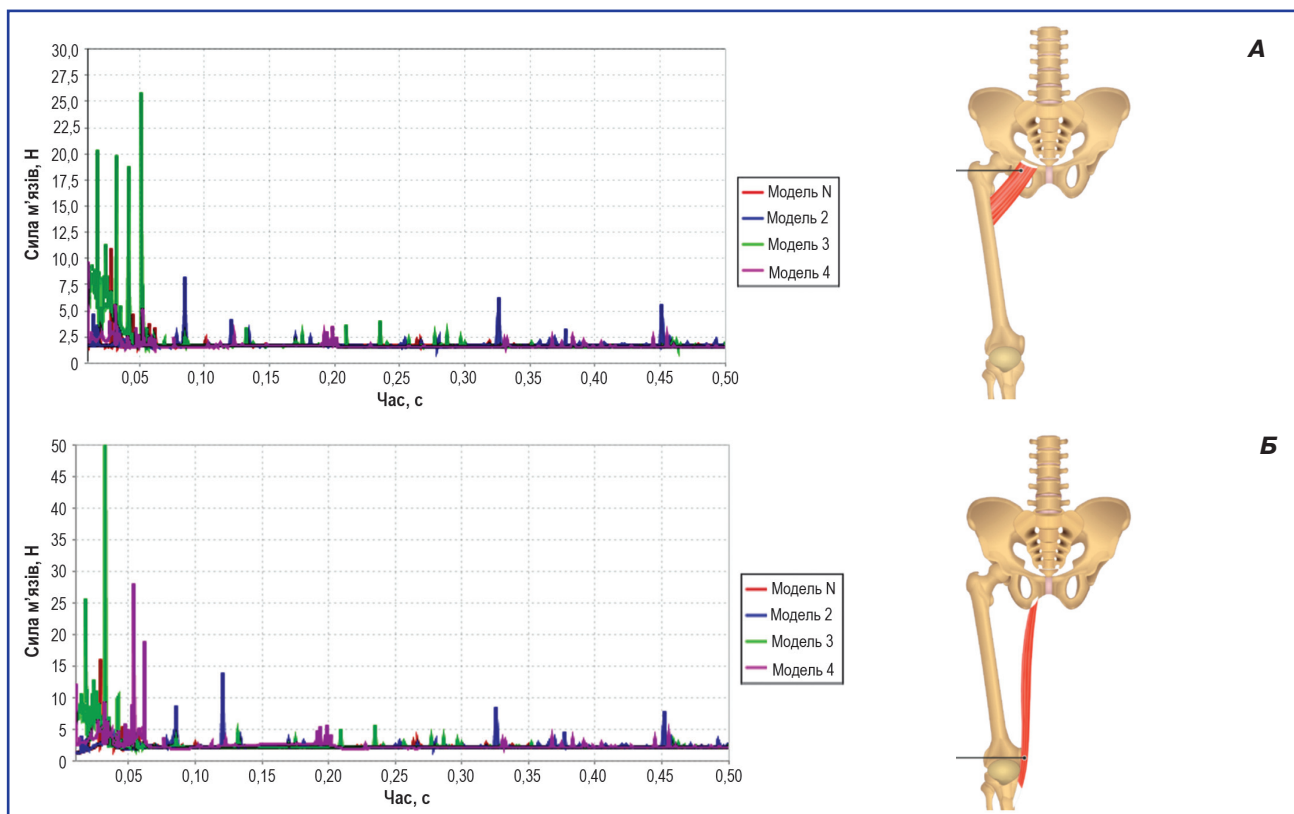 А
30,0
27,5
25,0
22,5
20,0
17,5
15,0
12,5
10,0
7,5
5,0
2,5
0
Сила м'язів, Н
0,05 0,10 0,15 0,20 0,25 0,30 0,35 0,40 0,45 0,50
Час, с
Модель N
Модель 2
Модель 3
Модель 4
Б
50
45
40
35
30
25
20
15
10
5
0
Сила м'язів, Н
0,05 0,10 0,15 0,20 0,25 0,30 0,35 0,40 0,45 0,50
Час, с
Модель N
Модель 2
Модель 3
Модель 4